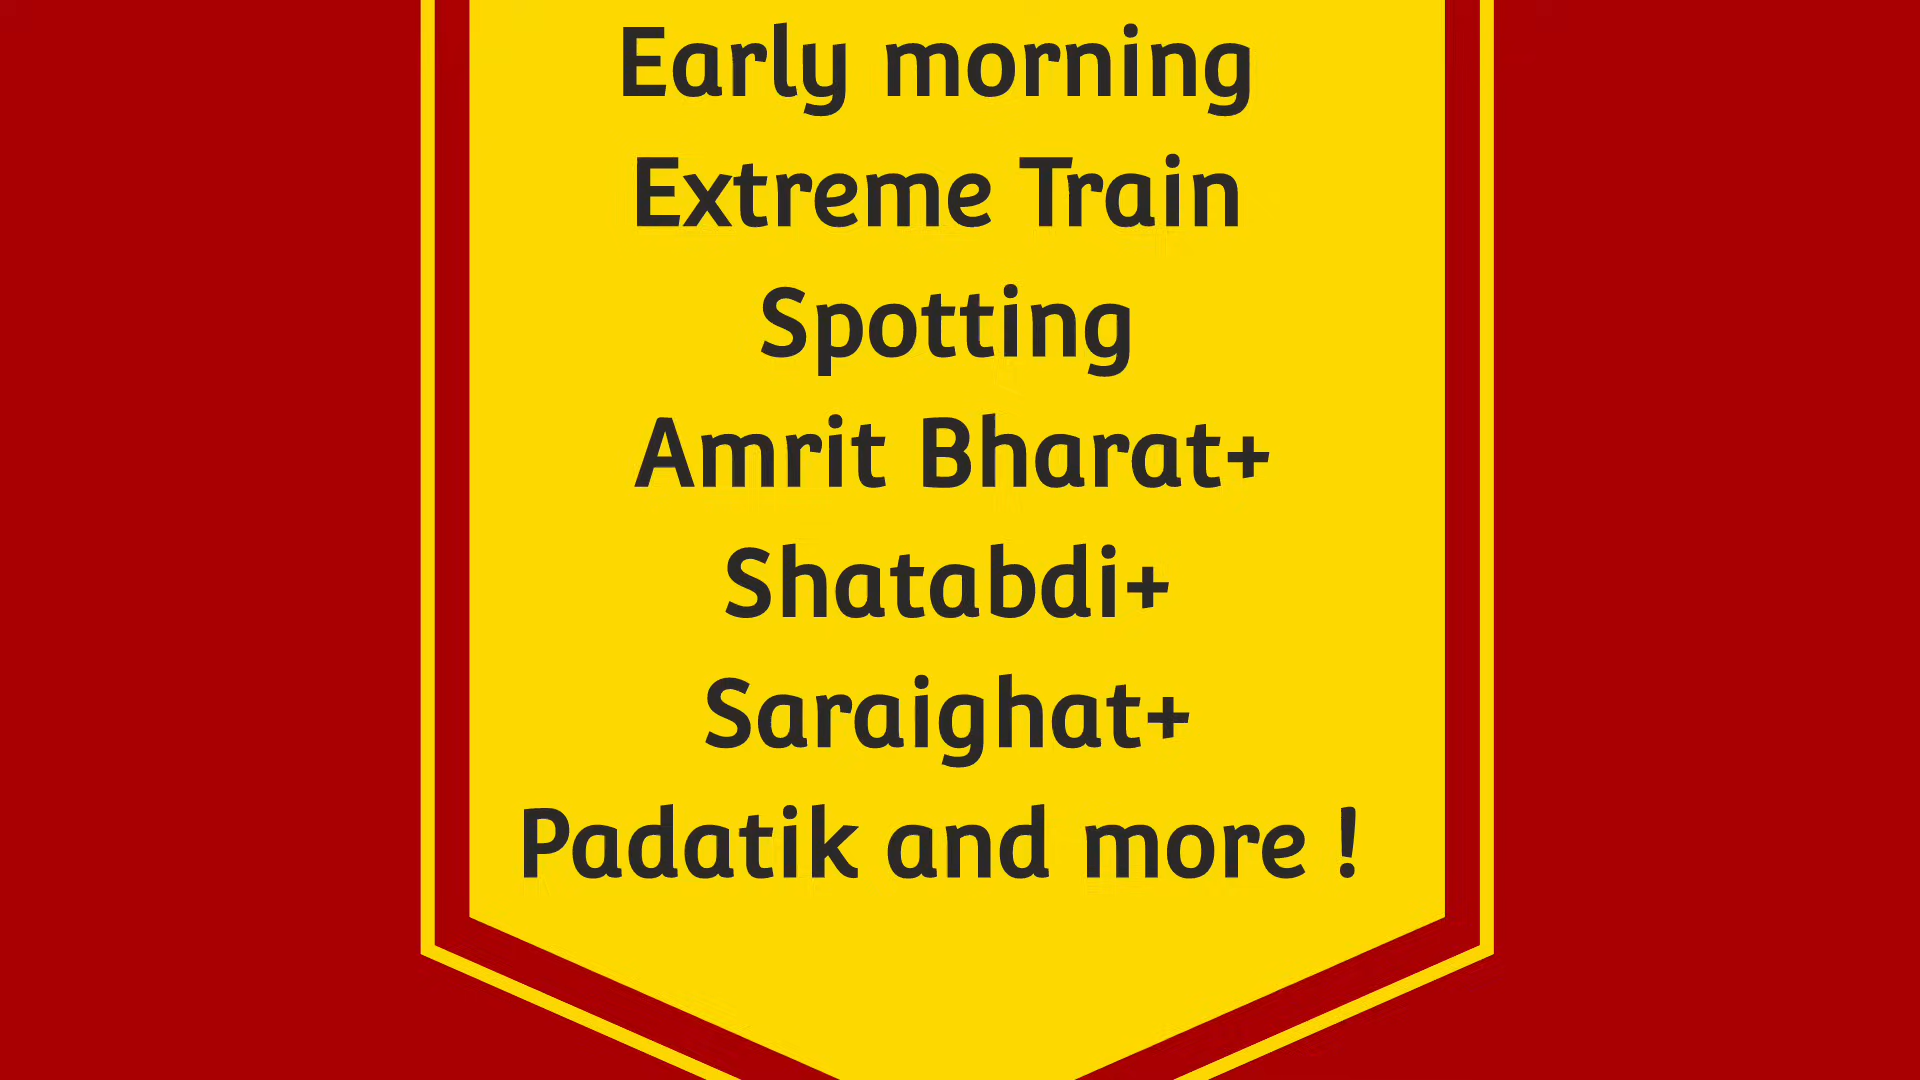 Early morning
Extreme Train
Spotting
Amrit Bharat+
Shatabdi+
Saraighat+
Padatik and more !